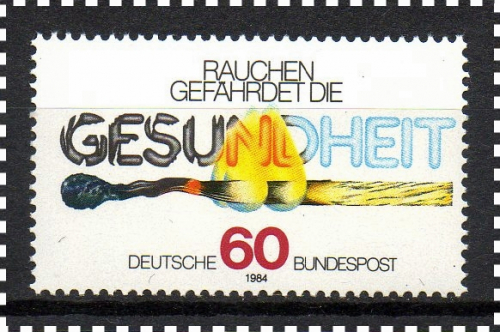 RAUCHEN
GEFÄHRDET DIE
GESUNDHEIT
DEUTSCHE 60 BUNDESPOST
1984